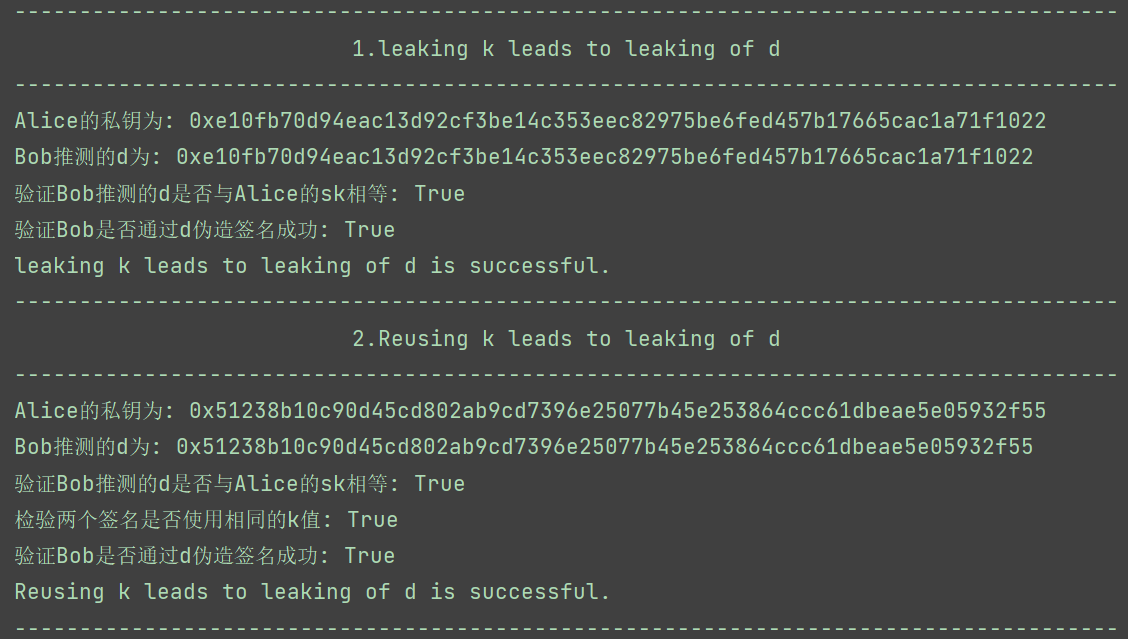 --------------------------------------------------------------------------------------
1.leaking k leads to leaking of d
--------------------------------------------------------------------------------------
Alice的私钥为: 0xe10fb70d94eac13d92cf3be14c353eec82975be6fed457b17665cac1a71f1022
Bob推测的d为: 0xe10fb70d94eac13d92cf3be14c353eec82975be6fed457b17665cac1a71f1022
验证Bob推测的d是否与Alice的sk相等: True
验证Bob是否通过d伪造签名成功: True
leaking k leads to leaking of d is successful.
--------------------------------------------------------------------------------------
2.Reusing k leads to leaking of d
--------------------------------------------------------------------------------------
Alice的私钥为: 0x51238b10c90d45cd802ab9cd7396e25077b45e253864ccc61dbeae5e05932f55
Bob推测的d为: 0x51238b10c90d45cd802ab9cd7396e25077b45e253864ccc61dbeae5e05932f55
验证Bob推测的d是否与Alice的sk相等: True
检验两个签名是否使用相同的k值: True
验证Bob是否通过d伪造签名成功: True
Reusing k leads to leaking of d is successful.
--------------------------------------------------------------------------------------